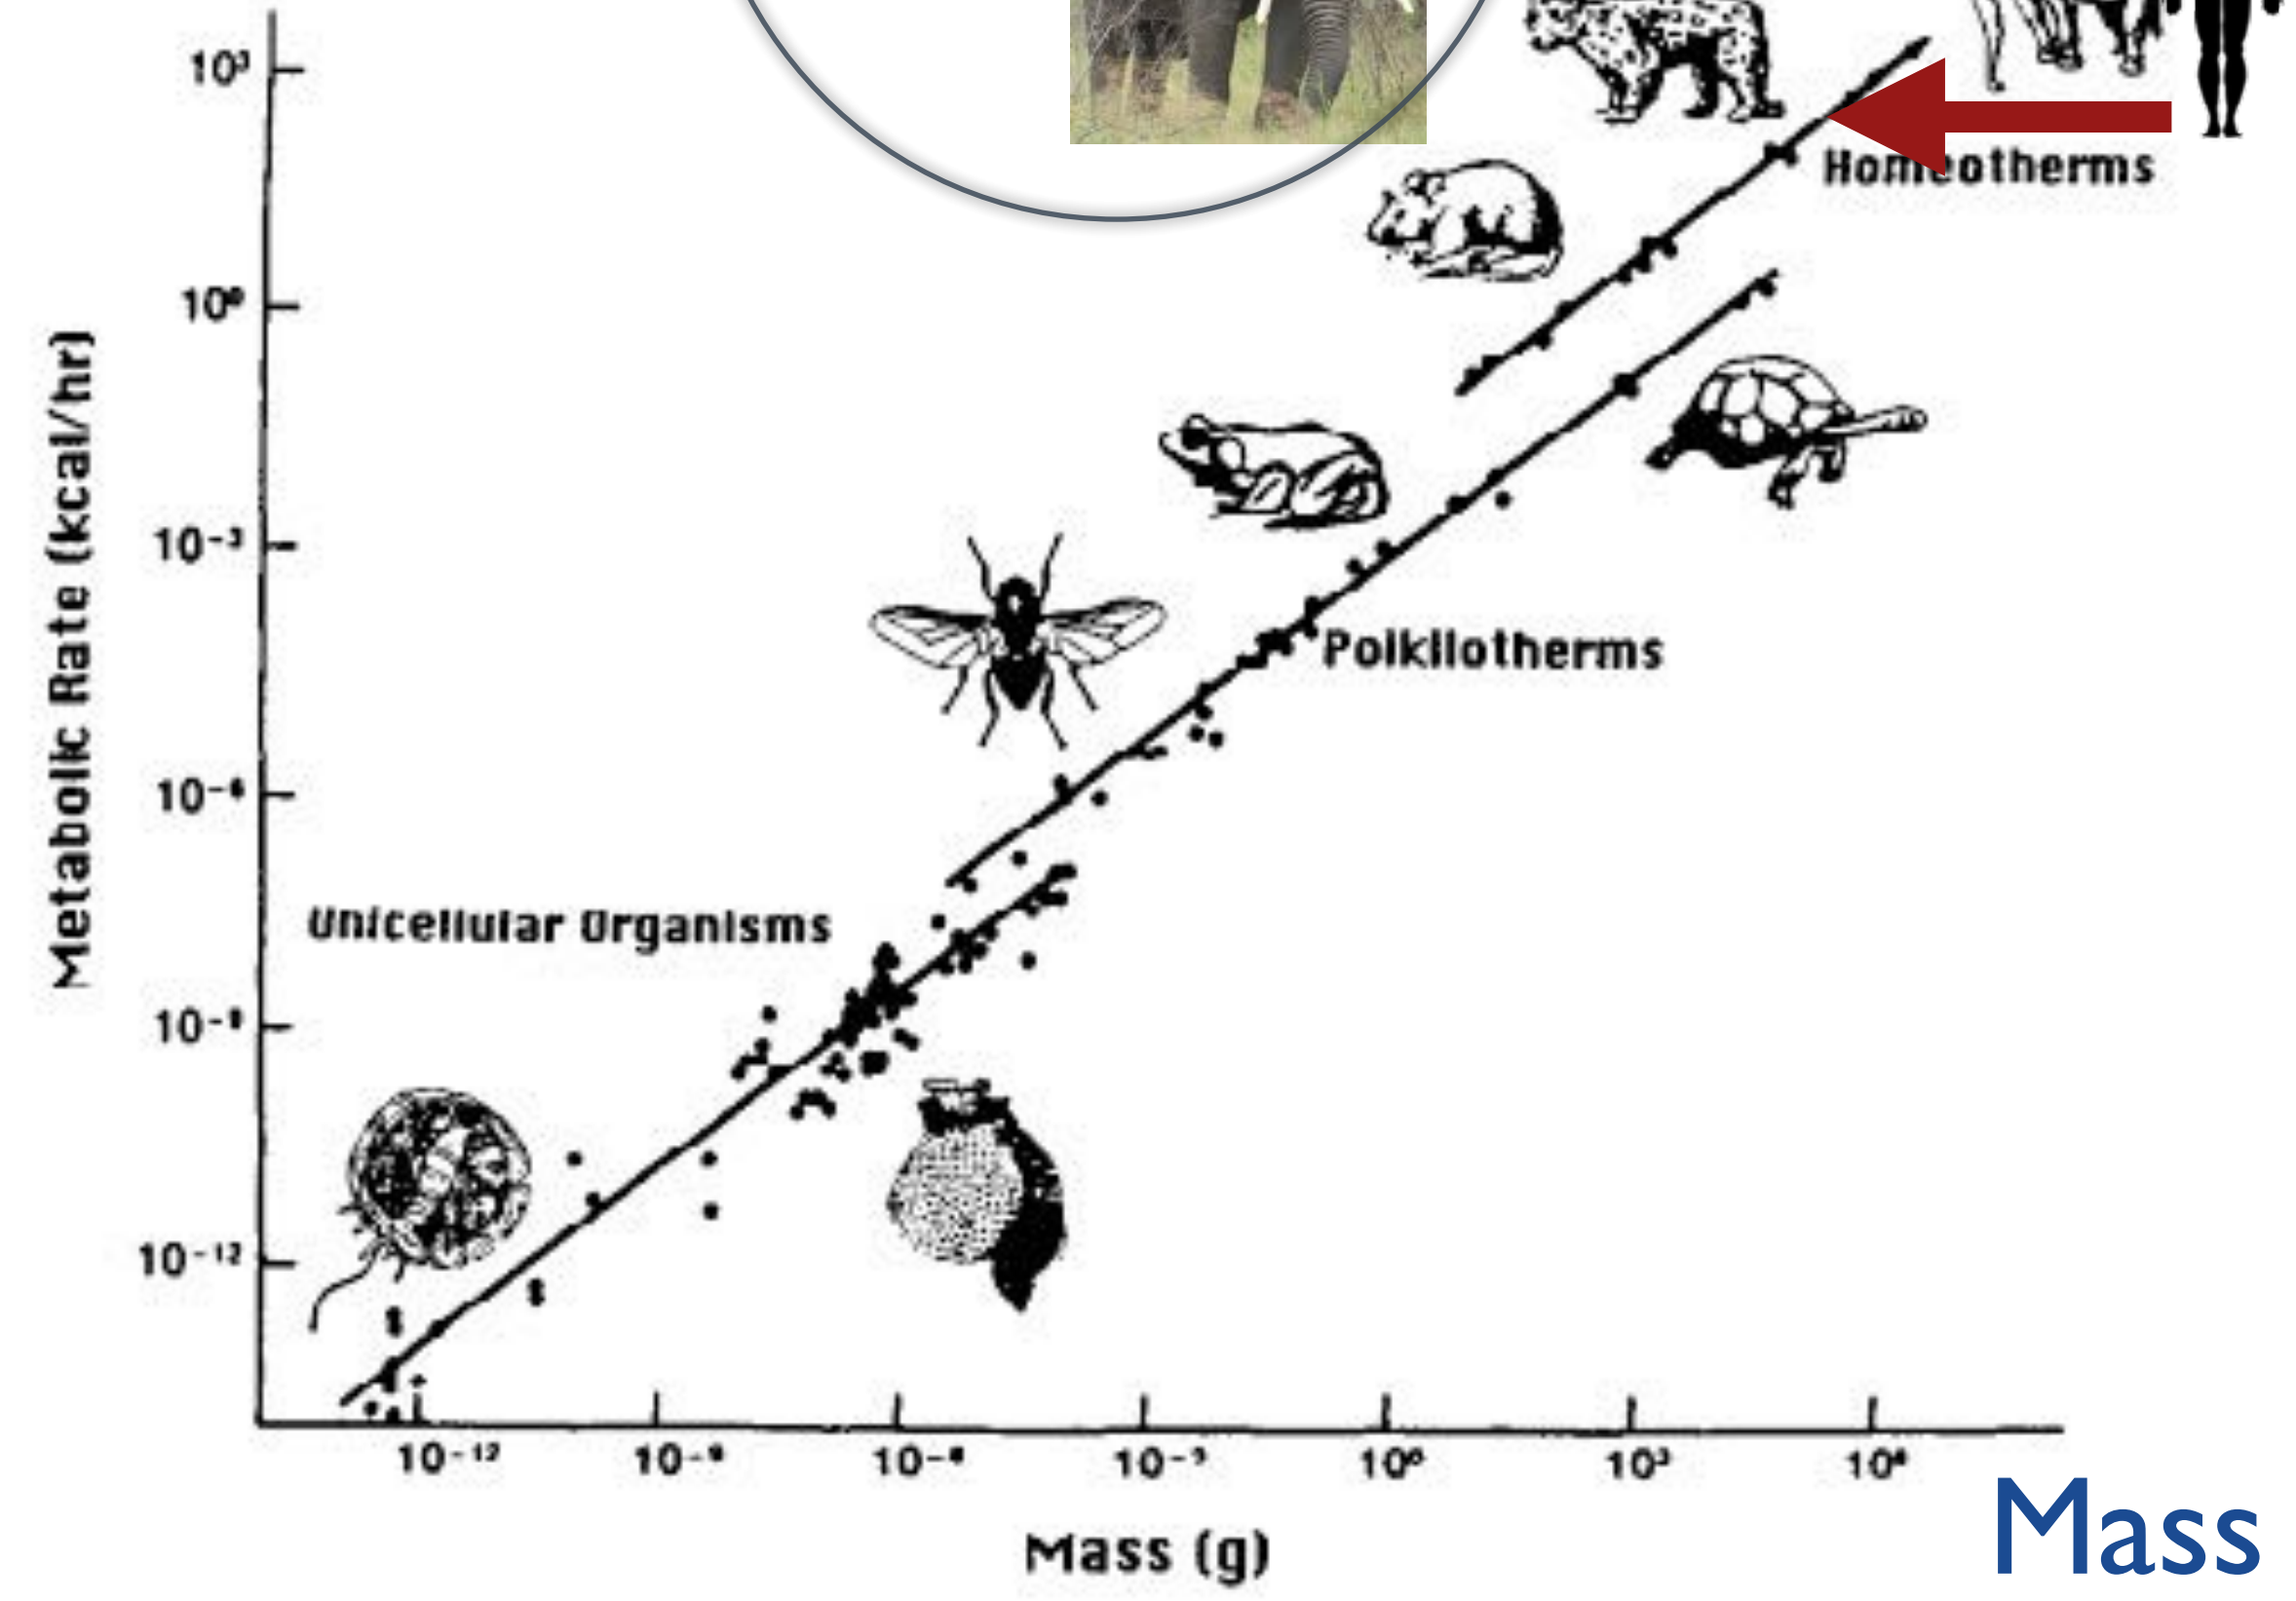 10³
10⁰
10⁻³
10⁻⁶
10⁻⁹
10⁻¹²
Metabolic Rate (kcal/hr)
Homeotherms
Poikilotherms
Unicellular Organisms
10⁻¹² 10⁻⁹ 10⁻⁶ 10⁻³ 10⁰ 10³ 10⁶
Mass (g)
Mass